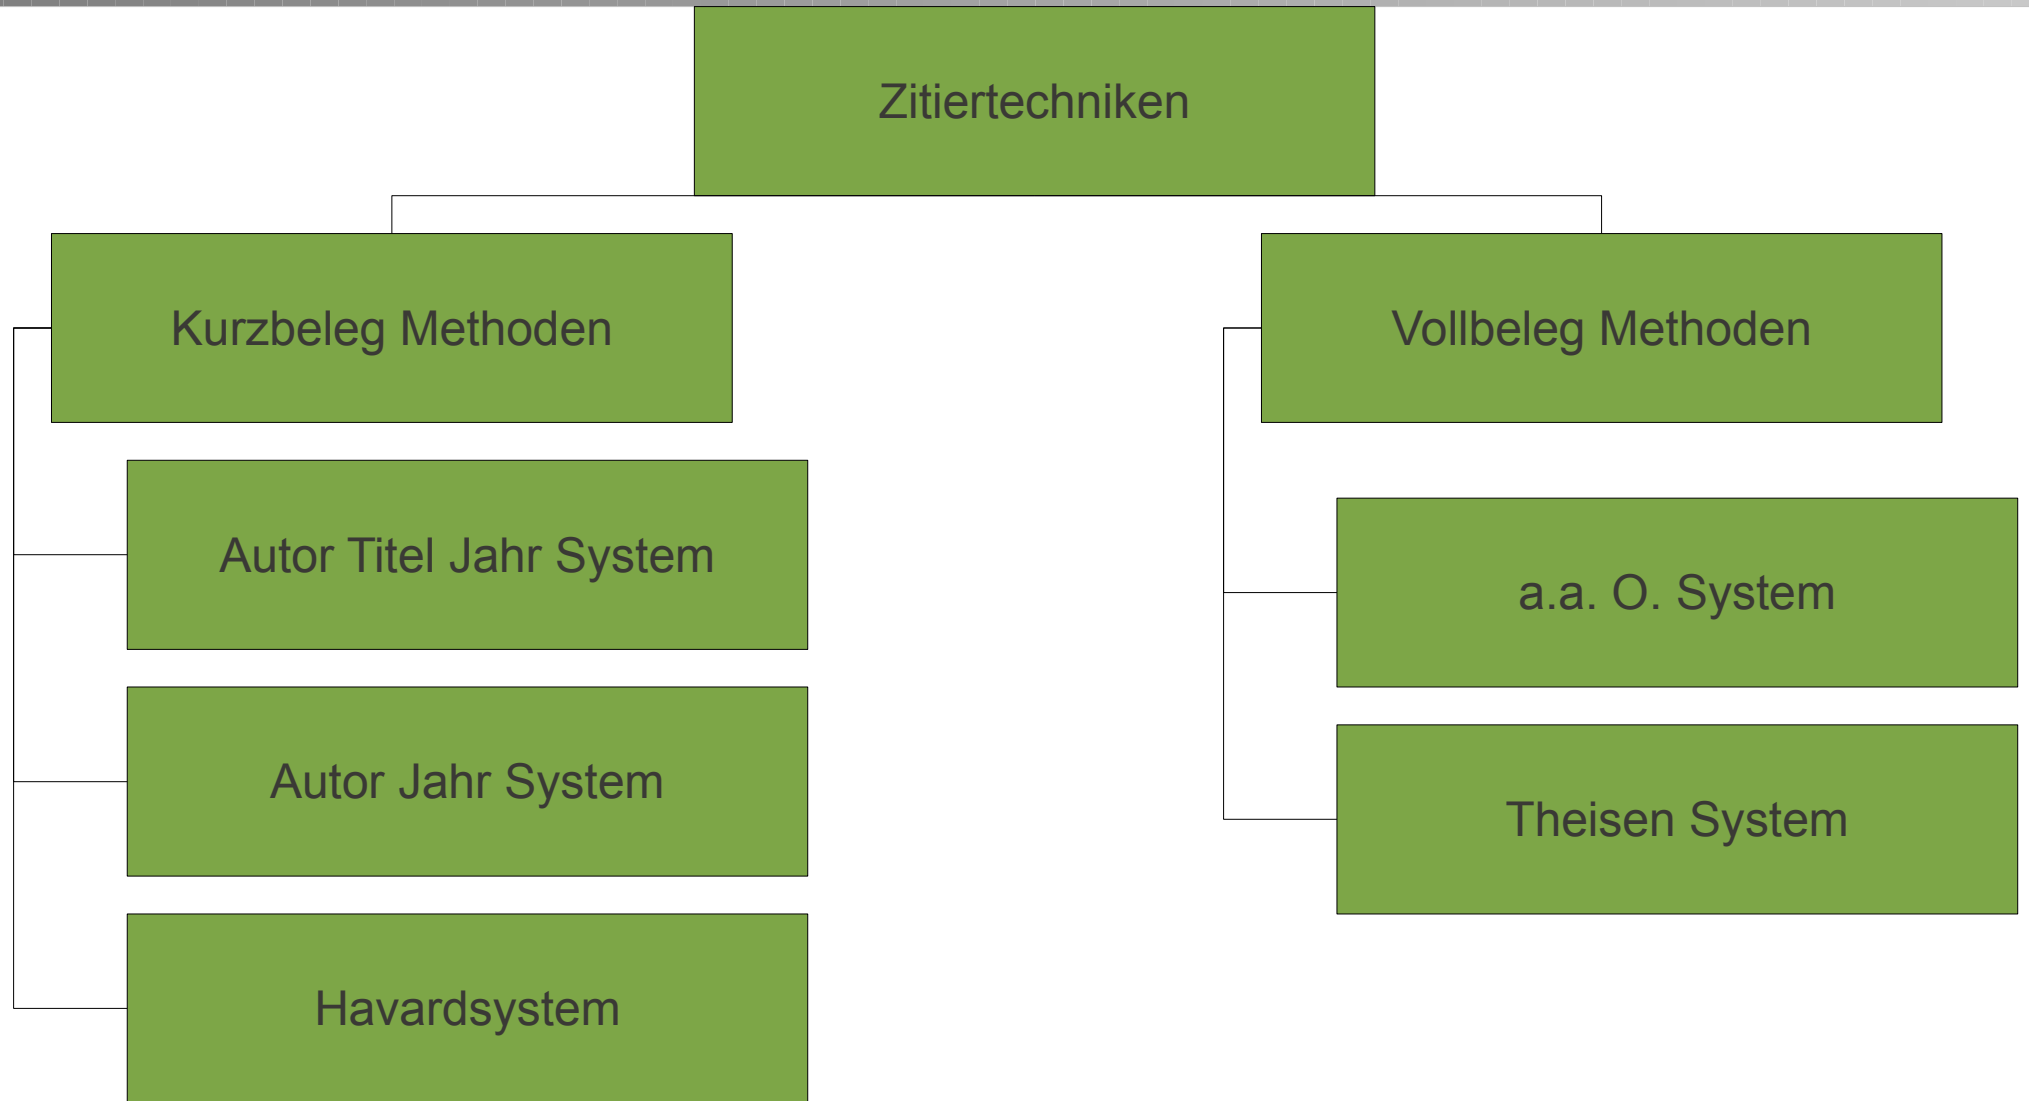 Zitiertechniken
Kurzbeleg Methoden
Autor Titel Jahr System
Autor Jahr System
Havardsystem
Vollbeleg Methoden
a.a. O. System
Theisen System